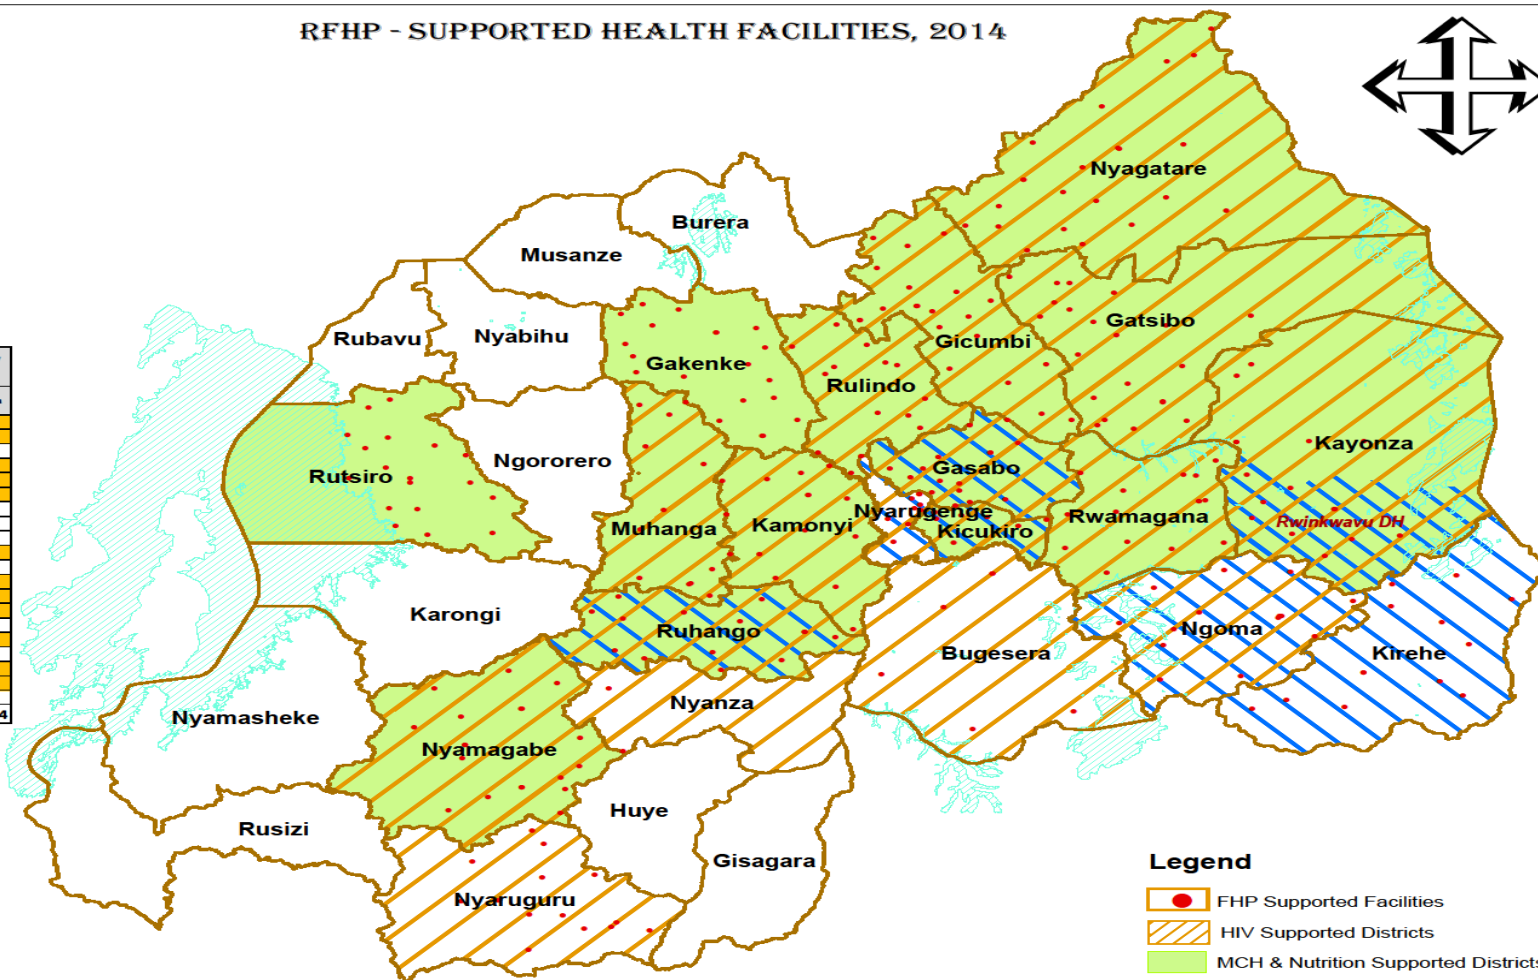 RFHP - SUPPORTED HEALTH FACILITIES, 2014
Nyagatare
Burera
Musanze
Rubavu
Nyabihu
Gatsibo
Gicumbi
Gakenke
Rulindo
Kayonza
Ngororero
Gasabo
Rutsiro
Nyarugenge
Rwamagana
Rwinkwavu DH
Muhanga
Kamonyi
Kicukiro
Karongi
Ruhango
Ngoma
Bugesera
Kirehe
Nyanza
Nyamasheke
Nyamagabe
Huye
Rusizi
Gisagara
Nyaruguru
Legend
FHP Supported Facilities
HIV Supported Districts
MCH & Nutrition Supported Districts